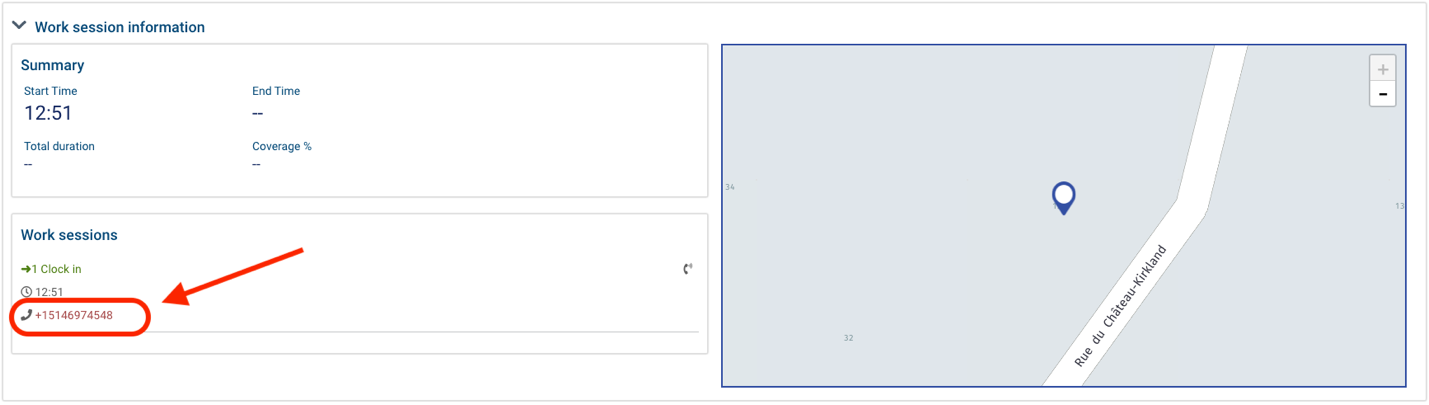 Work session information
Summary
Start Time
End Time
12:51
--
Total duration
Coverage %
--
--
Work sessions
1 Clock in
12:51
+15146974548
+
-
34
13
32
Rue du Château-Kirkland